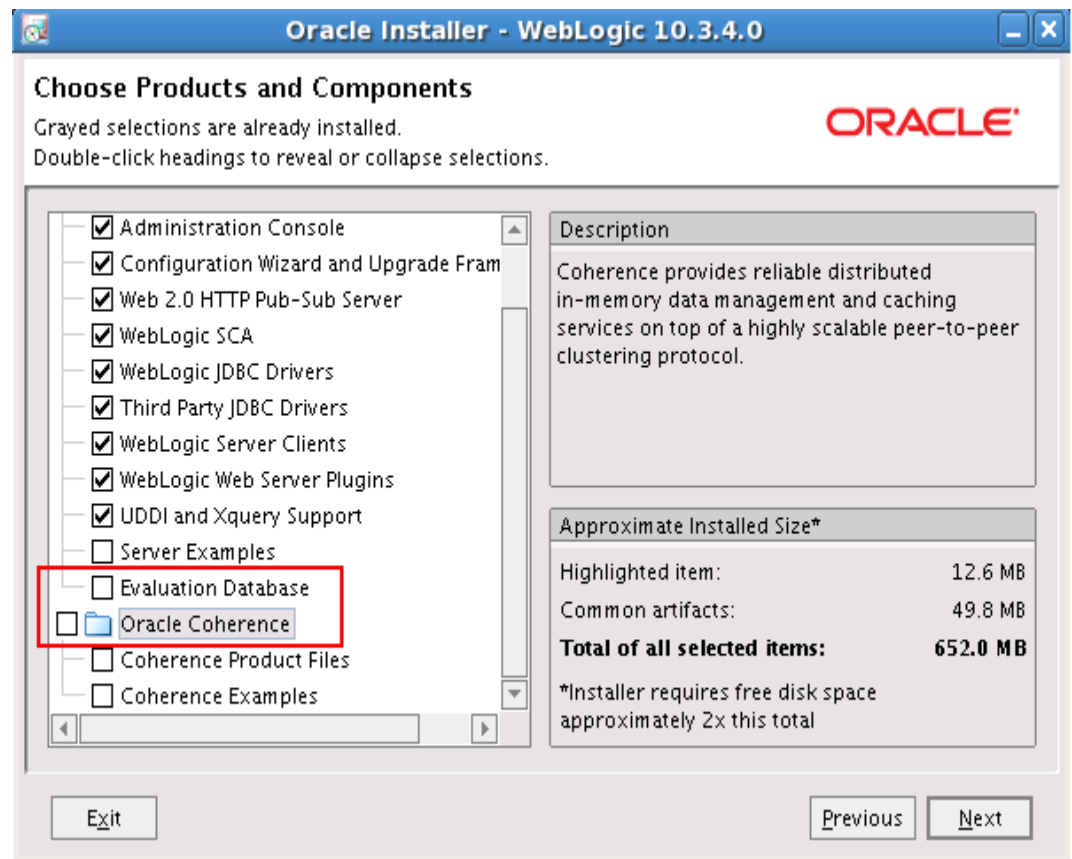 Oracle Installer - WebLogic 10.3.4.0
Choose Products and Components
Grayed selections are already installed.
Double-click headings to reveal or collapse selections.
ORACLE
Administration Console
Configuration Wizard and Upgrade Fram
Web 2.0 HTTP Pub-Sub Server
WebLogic SCA
WebLogic JDBC Drivers
Third Party JDBC Drivers
WebLogic Server Clients
WebLogic Web Server Plugins
UDDI and Xquery Support
Server Examples
Evaluation Database
Oracle Coherence
Coherence Product Files
Coherence Examples
Description
Coherence provides reliable distributed
in-memory data management and caching
services on top of a highly scalable peer-to-peer
clustering protocol.
Approximate Installed Size*
Highlighted item: 12.6 MB
Common artifacts: 49.8 MB
Total of all selected items: 652.0 MB
*Installer requires free disk space
approximately 2x this total
Exit
Previous
Next